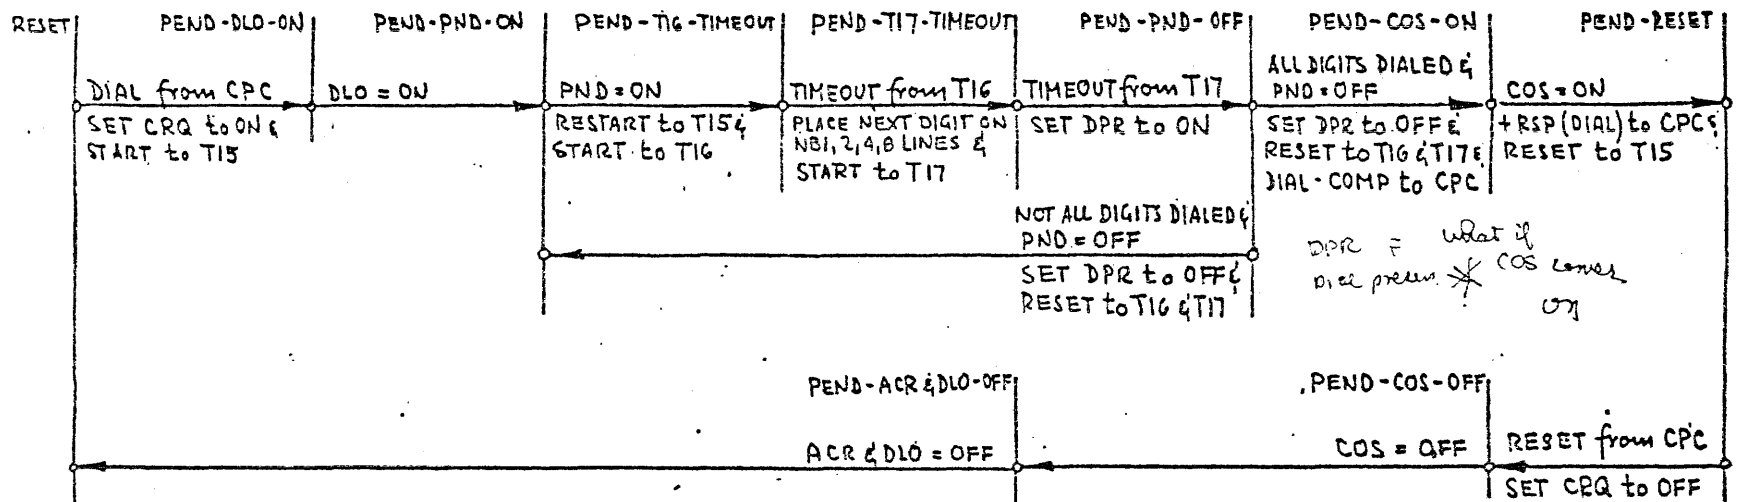 RESET PEND-DLO-ON PEND-PND-ON PEND-T16-TIMEOUT PEND-T17-TIMEOUT PEND-PND-OFF PEND-COS-ON PEND-RESET
DIAL from CPC
SET CRQ to ON &
START to T15
DLO = ON
PND = ON
RESTART to T15 &
START to T16
TIMEOUT from T16
PLACE NEXT DIGIT ON
NB1,2,4,8 LINES &
START to T17
TIMEOUT from T17
SET DPR to ON
ALL DIGITS DIALED &
PND = OFF
SET DPR to OFF &
RESET to T16 & T17 &
DIAL-COMP to CPC
COS = ON
+RSP (DIAL) to CPC &
RESET to T15
NOT ALL DIGITS DIALED &
PND = OFF
SET DPR to OFF &
RESET to T16 & T17
DPR =
what if
COS comes
on
PEND-ACR & DLO-OFF PEND-COS-OFF
ACR & DLO = OFF
COS = OFF
RESET from CPC
SET CRQ to OFF